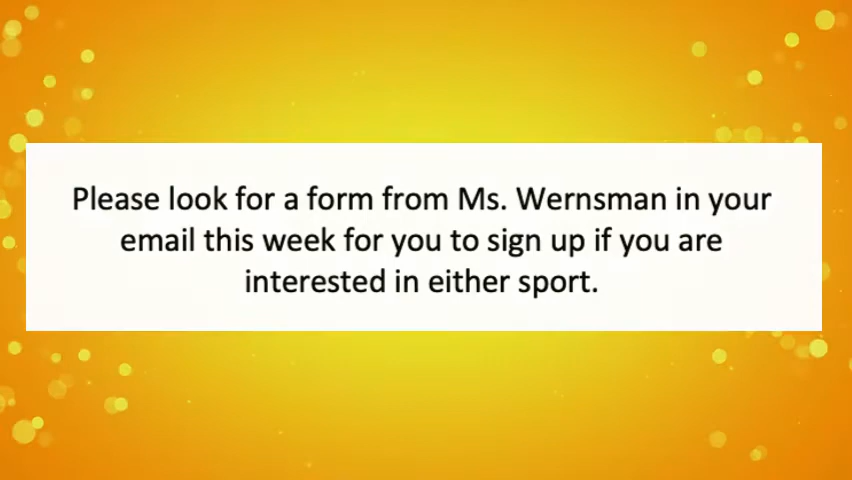 Please look for a form from Ms. Wernsman in your
email this week for you to sign up if you are
interested in either sport.